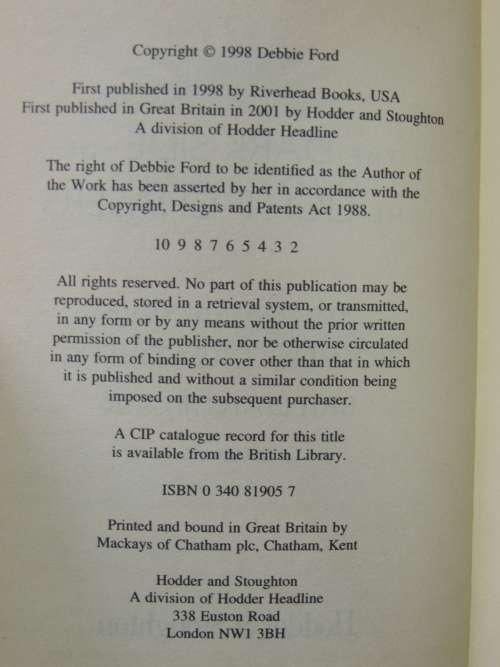 Copyright © 1998 Debbie Ford
First published in 1998 by Riverhead Books, USA
First published in Great Britain in 2001 by Hodder and Stoughton
A division of Hodder Headline
The right of Debbie Ford to be identified as the Author of
the Work has been asserted by her in accordance with the
Copyright, Designs and Patents Act 1988.
10 9 8 7 6 5 4 3 2
All rights reserved. No part of this publication may be
reproduced, stored in a retrieval system, or transmitted,
in any form or by any means without the prior written
permission of the publisher, nor be otherwise circulated
in any form of binding or cover other than that in which
it is published and without a similar condition being
imposed on the subsequent purchaser.
A CIP catalogue record for this title
is available from the British Library.
ISBN 0 340 81905 7
Printed and bound in Great Britain by
Mackays of Chatham plc, Chatham, Kent
Hodder and Stoughton
A division of Hodder Headline
338 Euston Road
London NW1 3BH